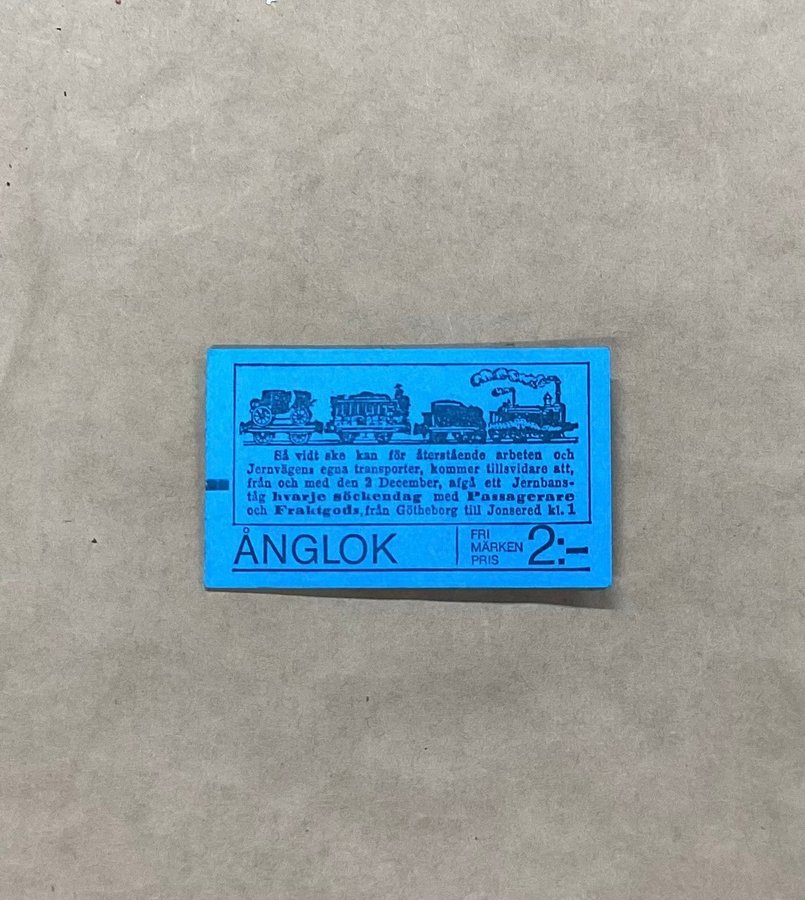 Så vidt ske kan för återstående arbeten och
Jernvägens egna transporter, kommer tillsvidare att,
från och med den 2 December, afgå ett Jernbans-
tåg hvarje söckendag med Passagerare
och Fraktgods, från Götheborg till Jonsered kl. 1
ÅNGLOK
FRI
MÄRKEN
PRIS
2:-